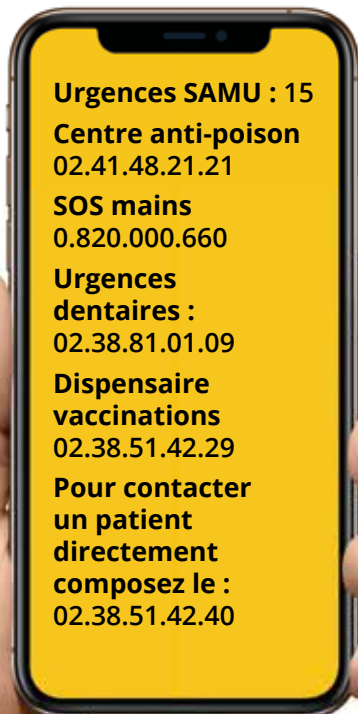 Urgences SAMU : 15
Centre anti-poison
02.41.48.21.21
SOS mains
0.820.000.660
Urgences
dentaires :
02.38.81.01.09
Dispensaire
vaccinations
02.38.51.42.29
Pour contacter
un patient
directement
composez le :
02.38.51.42.40